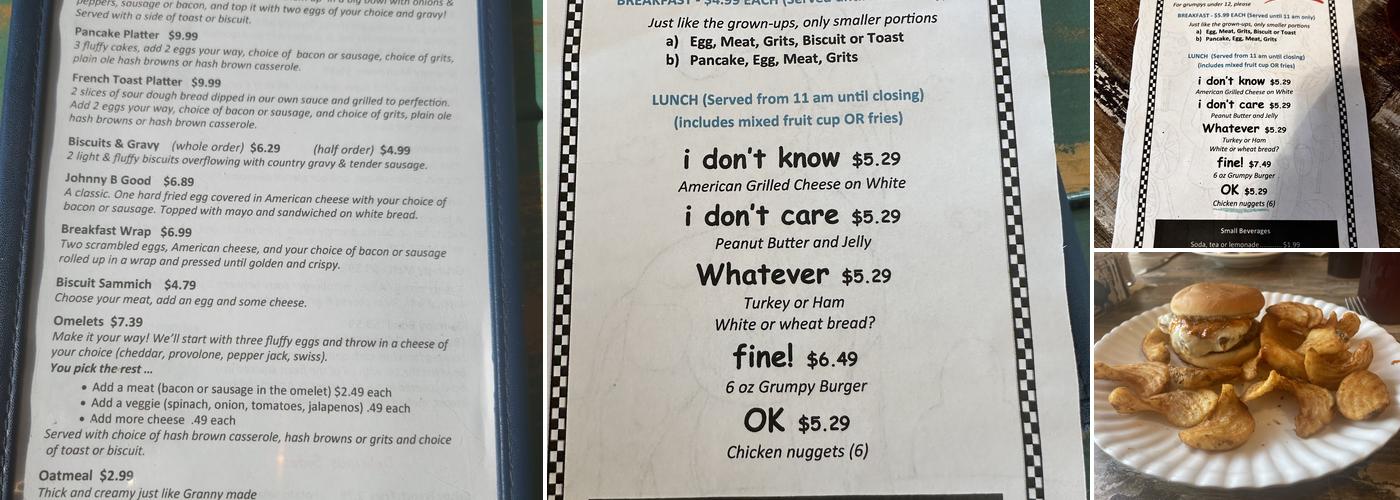 peppers, sausage or bacon, and top it with two eggs of your choice and gravy!
Served with a side of toast or biscuit.
Pancake Platter $9.99
3 fluffy cakes, add 2 eggs your way, choice of bacon or sausage, choice of grits,
plain ole hash browns or hash brown casserole.
French Toast Platter $9.99
2 slices of sour dough bread dipped in our own sauce and grilled to perfection.
Add 2 eggs your way, choice of bacon or sausage, and choice of grits, plain ole
hash browns or hash brown casserole.
Biscuits & Gravy (whole order) $6.29 (half order) $4.99
2 light & fluffy biscuits overflowing with country gravy & tender sausage.
Johnny B Good $6.89
A classic. One hard fried egg covered in American cheese with your choice of
bacon or sausage. Topped with mayo and sandwiched on white bread.
Breakfast Wrap $6.99
Two scrambled eggs, American cheese, and your choice of bacon or sausage
rolled up in a wrap and pressed until golden and crispy.
Biscuit Sammich $4.79
Choose your meat, add an egg and some cheese.
Omelets $7.39
Make it your way! We'll start with three fluffy eggs and throw in a cheese of
your choice (cheddar, provolone, pepper jack, swiss).
You pick the rest ...
• Add a meat (bacon or sausage in the omelet) $2.49 each
• Add a veggie (spinach, onion, tomatoes, jalapenos) .49 each
• Add more cheese .49 each
Served with choice of hash brown casserole, hash browns or grits and choice
of toast or biscuit.
Oatmeal $2.99
Thick and creamy just like Granny made
BREAKFAST - $4.99 EACH (Served until
Just like the grown-ups, only smaller portions
a) Egg, Meat, Grits, Biscuit or Toast
b) Pancake, Egg, Meat, Grits
LUNCH (Served from 11 am until closing)
(includes mixed fruit cup OR fries)
i don't know $5.29
American Grilled Cheese on White
i don't care $5.29
Peanut Butter and Jelly
Whatever $5.29
Turkey or Ham
White or wheat bread?
fine! $6.49
6 oz Grumpy Burger
OK $5.29
Chicken nuggets (6)
For grumpys under 12, please
BREAKFAST - $5.99 EACH (Served until 11 am only)
Just like the grown-ups, only smaller portions
a) Egg, Meat, Grits, Biscuit or Toast
b) Pancake, Egg, Meat, Grits
LUNCH (Served from 11 am until closing)
(includes mixed fruit cup OR fries)
i don't know $5.29
American Grilled Cheese on White
i don't care $5.29
Peanut Butter and Jelly
Whatever $5.29
Turkey or Ham
White or wheat bread?
fine! $7.49
6 oz Grumpy Burger
OK $5.29
Chicken nuggets (6)
Small Beverages
Soda, tea or lemonade.......... $1.99